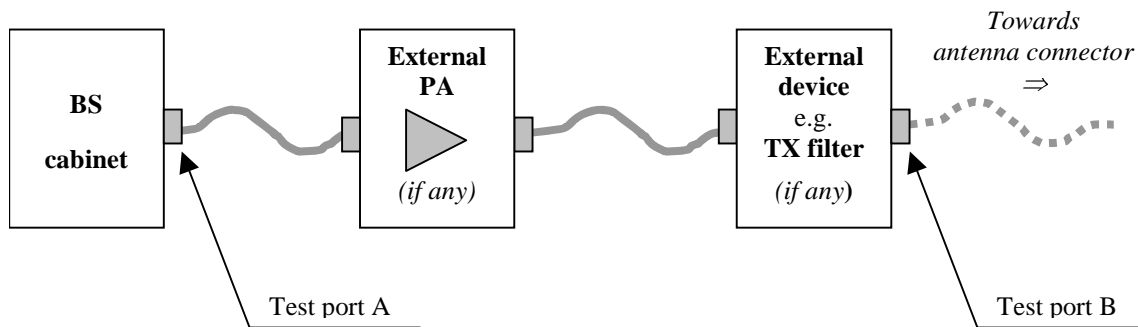 BS
cabinet
External
PA
(if any)
External
device
e.g.
TX filter
(if any)
Towards
antenna connector
⇒
Test port A
Test port B